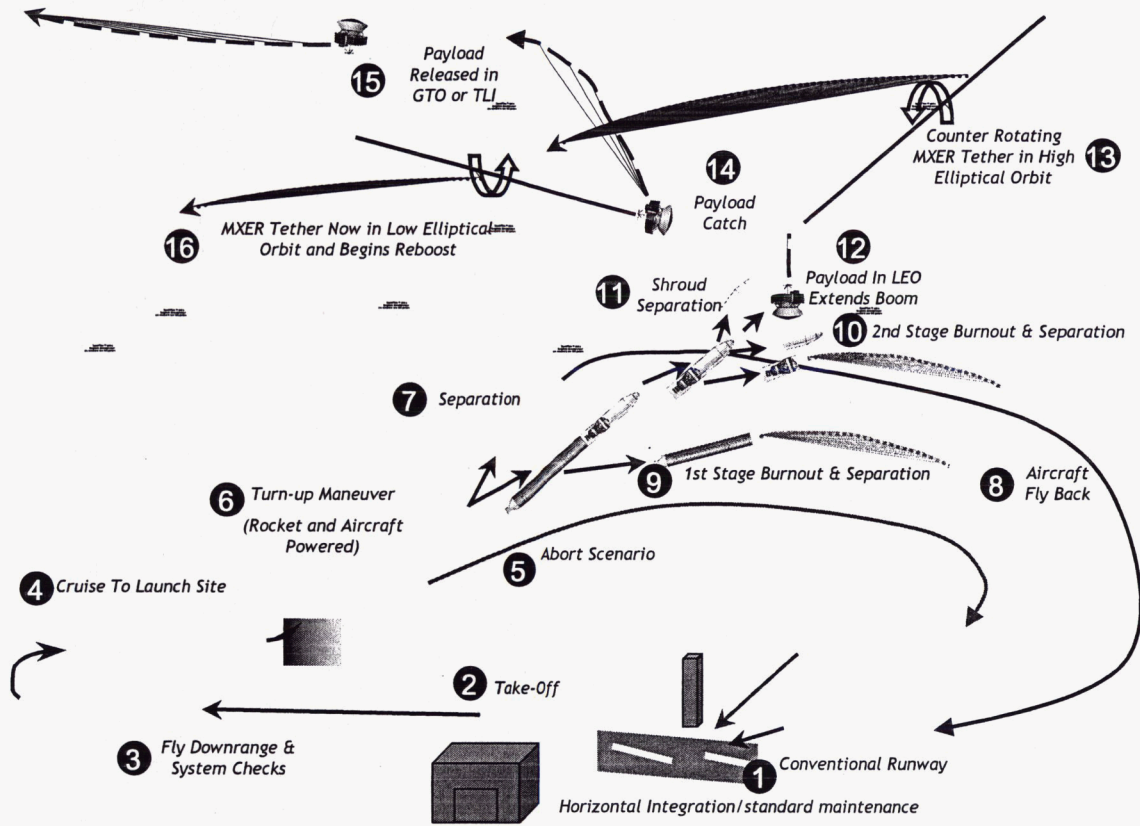 15
Payload
Released in
GTO or TLI
Counter Rotating
MXER Tether in High
Elliptical Orbit
13
14
Payload
Catch
16
MXER Tether Now in Low Elliptical
Orbit and Begins Reboost
12
Payload In LEO
Extends Boom
11
Shroud
Separation
10
2nd Stage Burnout & Separation
7
Separation
9
1st Stage Burnout & Separation
8
Aircraft
Fly Back
6
Turn-up Maneuver
(Rocket and Aircraft
Powered)
5
Abort Scenario
4
Cruise To Launch Site
2
Take-Off
3
Fly Downrange &
System Checks
1
Conventional Runway
Horizontal Integration/standard maintenance